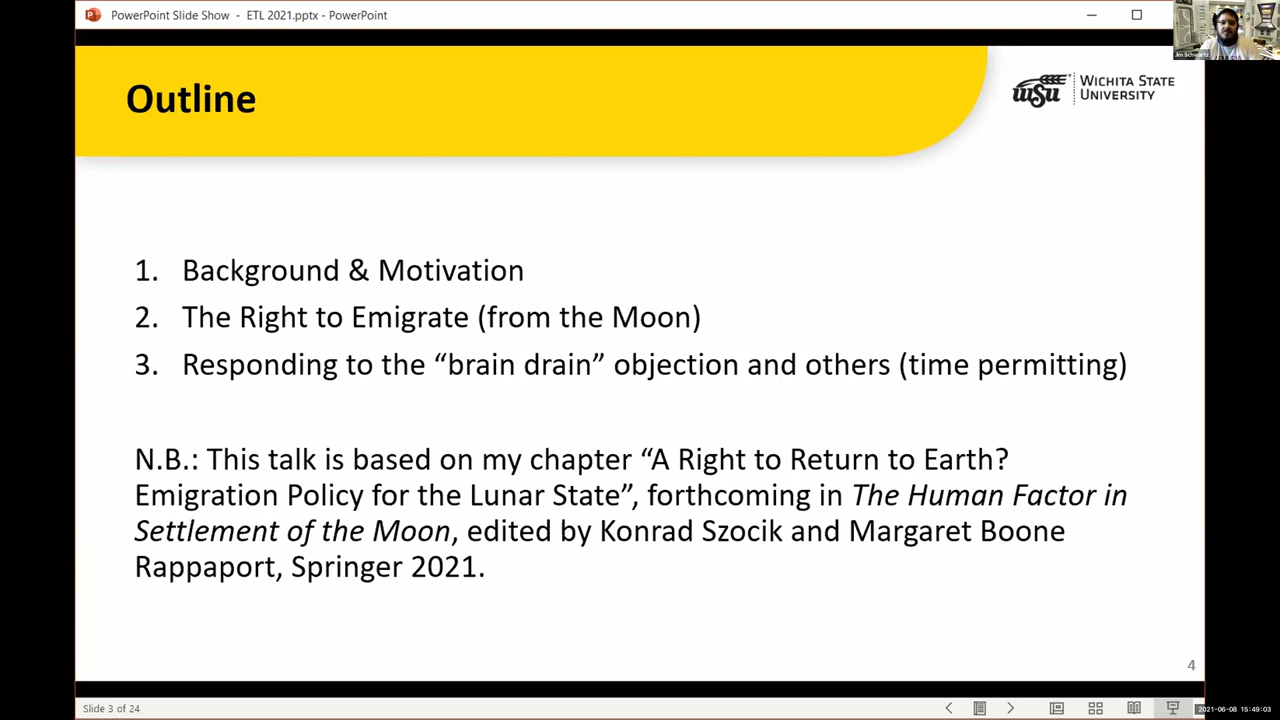 PowerPoint Slide Show - ETL 2021.pptx - PowerPoint
Jim Schwartz
Outline
wsu
WICHITA STATE
UNIVERSITY
1. Background & Motivation
2. The Right to Emigrate (from the Moon)
3. Responding to the “brain drain” objection and others (time permitting)
N.B.: This talk is based on my chapter “A Right to Return to Earth?
Emigration Policy for the Lunar State”, forthcoming in The Human Factor in
Settlement of the Moon, edited by Konrad Szocik and Margaret Boone
Rappaport, Springer 2021.
4
Slide 3 of 24
2021-06-08 15:49:03